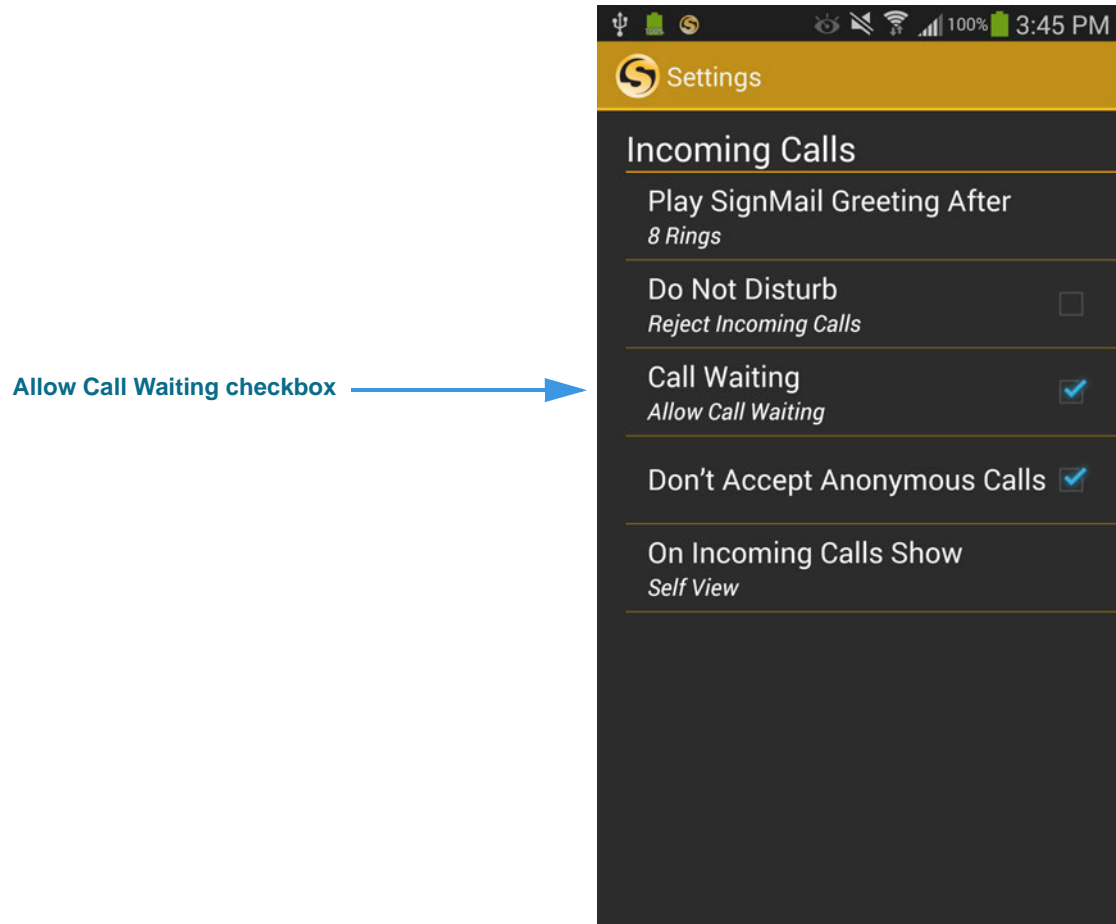 100% 100% 3:45 PM
Settings
Incoming Calls
Play SignMail Greeting After
8 Rings
Do Not Disturb
Reject Incoming Calls
Allow Call Waiting checkbox
Call Waiting
Allow Call Waiting
Don't Accept Anonymous Calls
On Incoming Calls Show
Self View